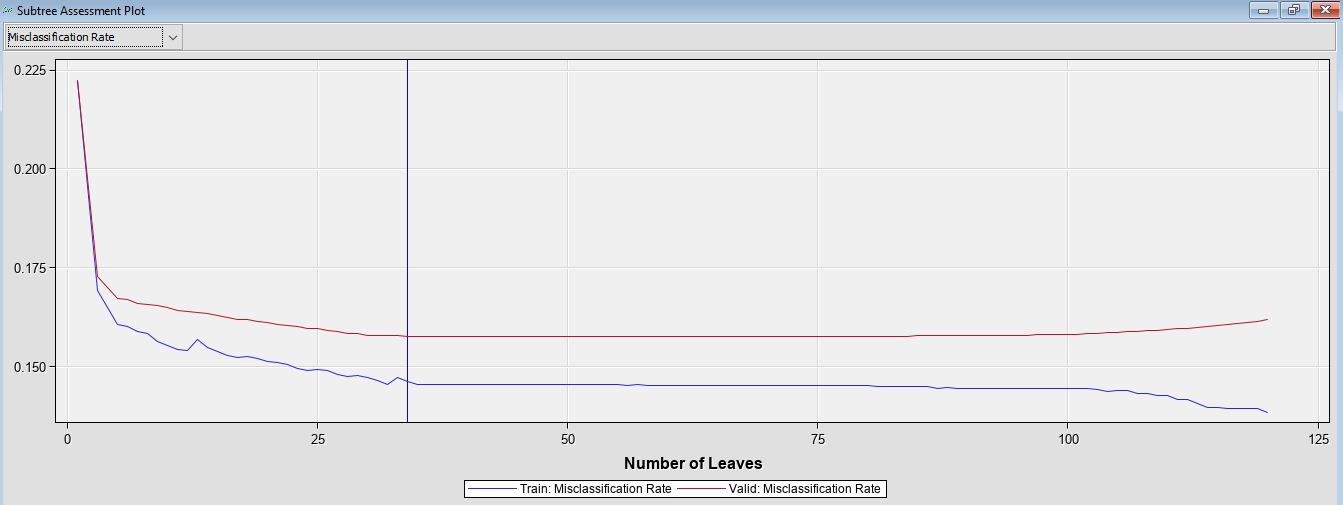 Subtree Assessment Plot
Misclassification Rate
0.225
0.200
0.175
0.150
0 25 50 75 100 125
Number of Leaves
Train: Misclassification Rate Valid: Misclassification Rate